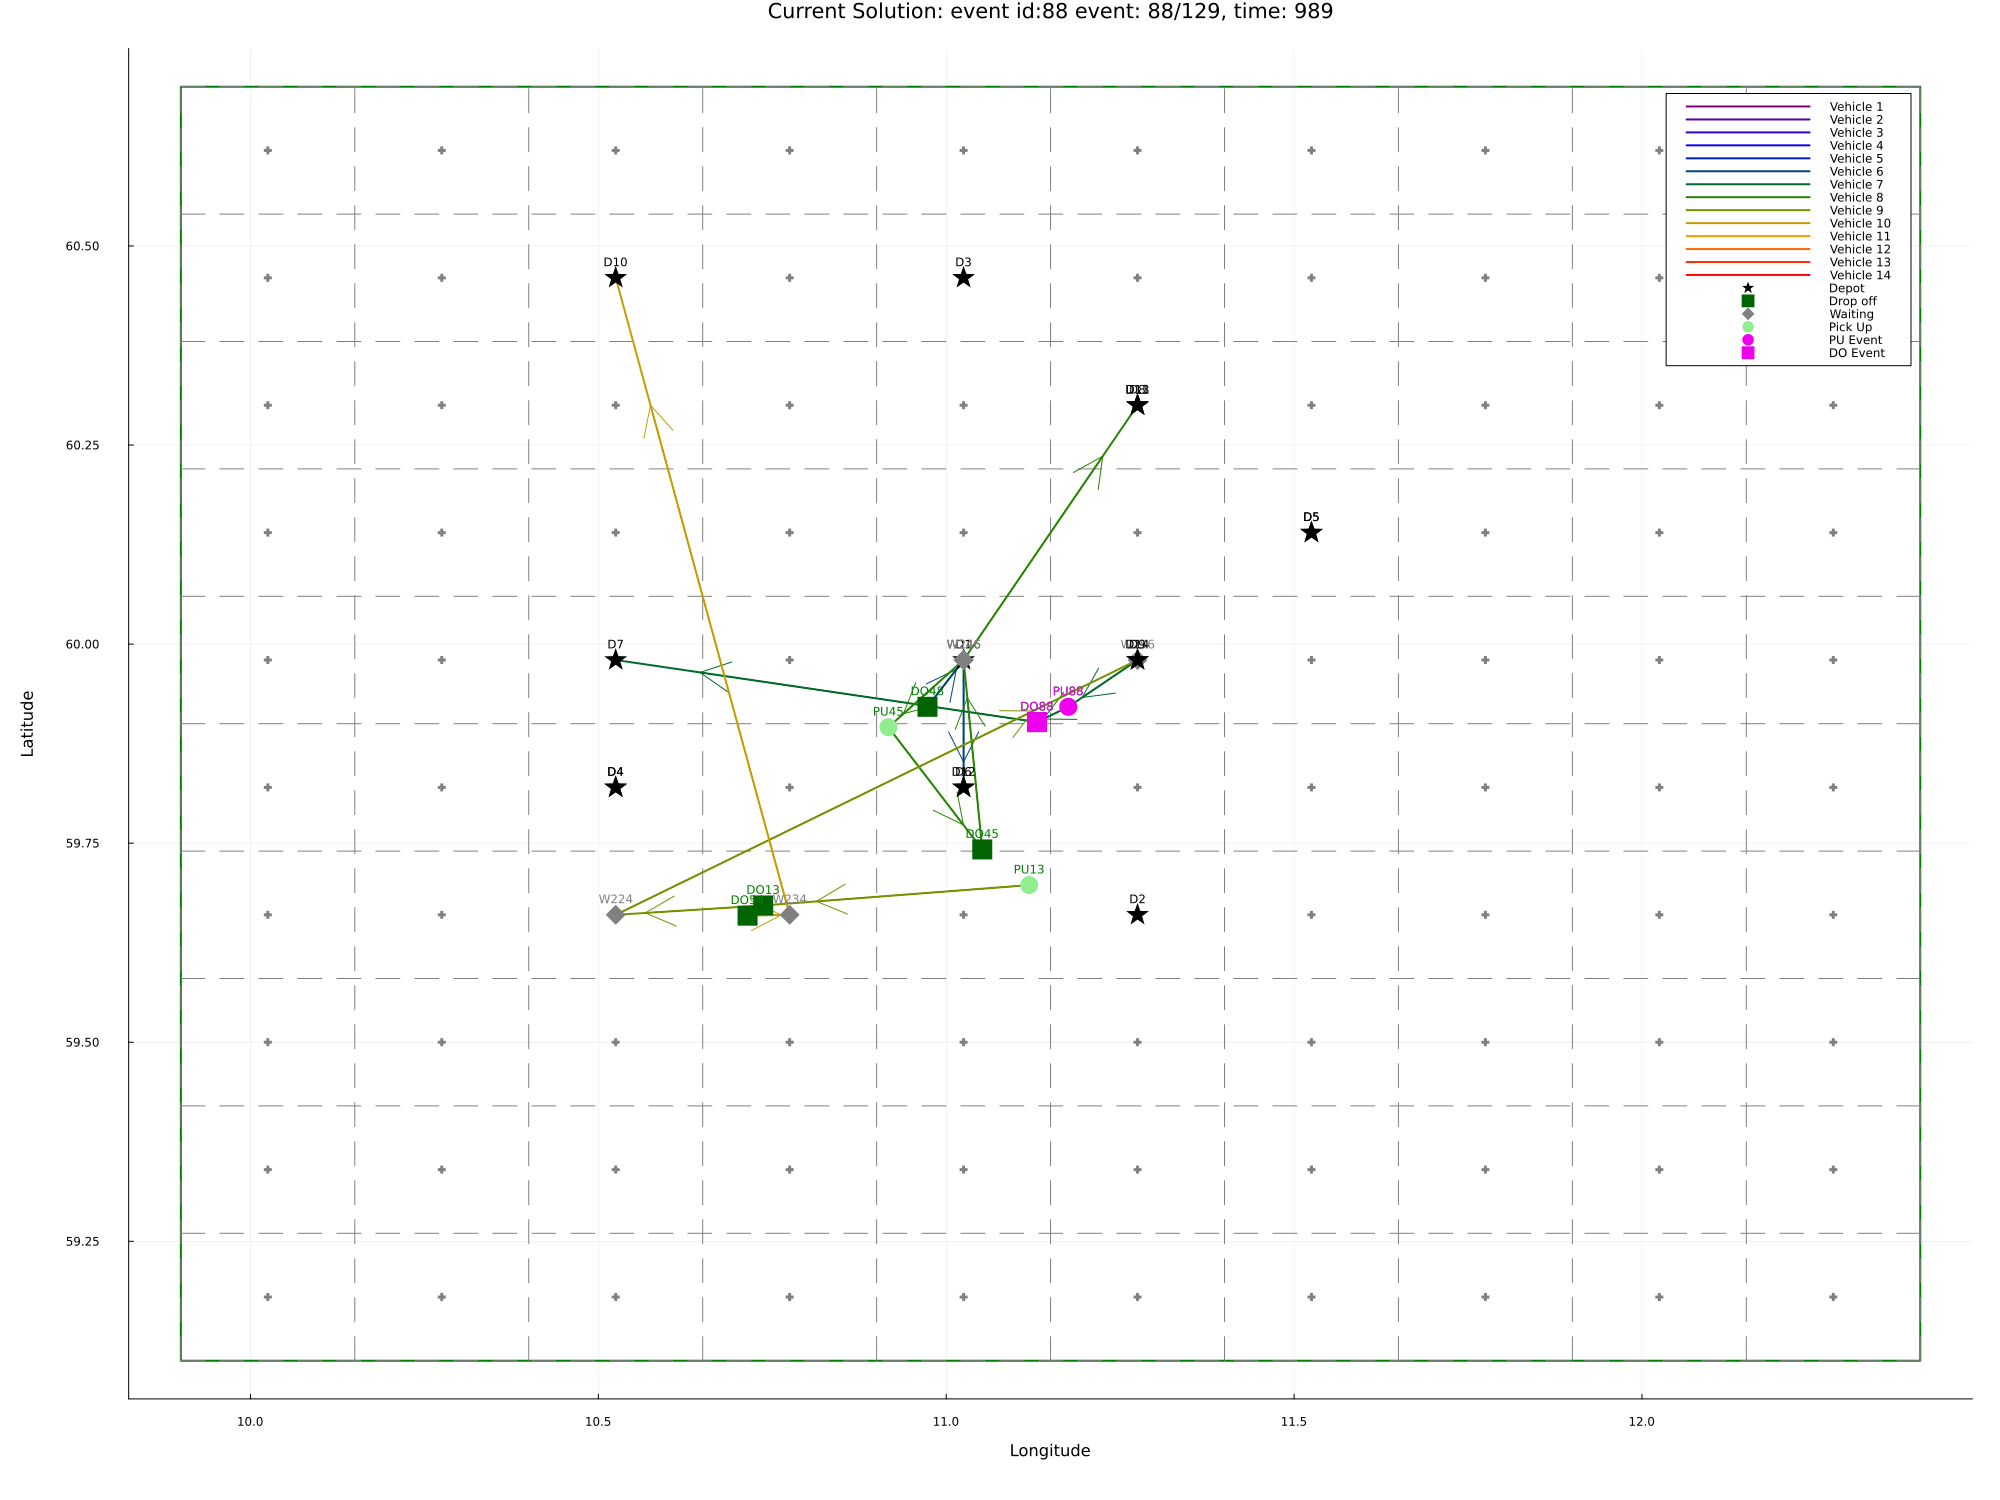 Current Solution: event id:88 event: 88/129, time: 989
Vehicle 1
Vehicle 2
Vehicle 3
Vehicle 4
Vehicle 5
Vehicle 6
Vehicle 7
Vehicle 8
Vehicle 9
Vehicle 10
Vehicle 11
Vehicle 12
Vehicle 13
Vehicle 14
Depot
Drop off
Waiting
Pick Up
PU Event
DO Event
60.50
D10
D3
60.25
D5
60.00
D7
D1
DO48
PU88
PU45
DO88
Latitude
D4
59.75
DO45
PU13
DO13
W224
W234
D2
59.50
59.25
10.0
10.5
11.0
11.5
12.0
Longitude